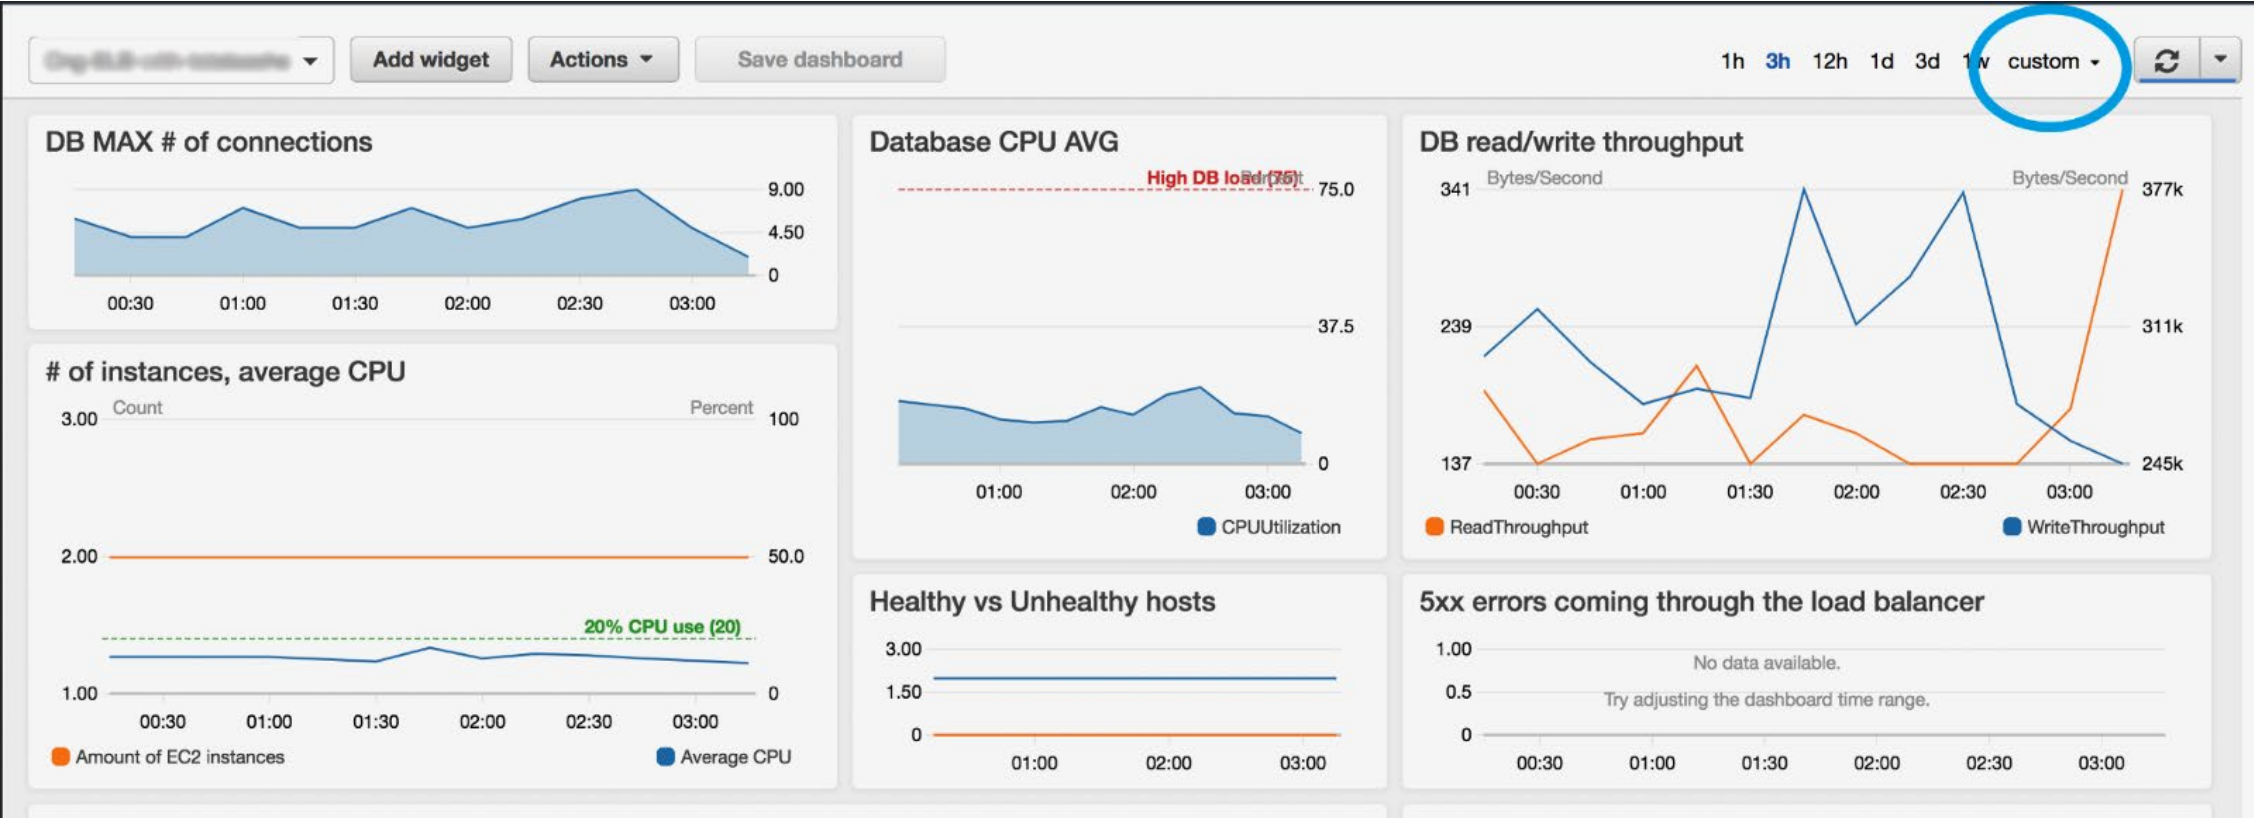 Add widget
Actions
Save dashboard
1h 3h 12h 1d 3d 1w custom
DB MAX # of connections
9.00
4.50
0
00:30 01:00 01:30 02:00 02:30 03:00
# of instances, average CPU
Count Percent
3.00 100
2.00 50.0
20% CPU use (20)
1.00 0
00:30 01:00 01:30 02:00 02:30 03:00
Amount of EC2 instances Average CPU
Database CPU AVG
High DB load (75) Percent
75.0
37.5
0
01:00 02:00 03:00
CPUUtilization
DB read/write throughput
Bytes/Second Bytes/Second
341 377k
239 311k
137 245k
00:30 01:00 01:30 02:00 02:30 03:00
ReadThroughput WriteThroughput
Healthy vs Unhealthy hosts
3.00
1.50
0
01:00 02:00 03:00
5xx errors coming through the load balancer
1.00
No data available.
0.5
Try adjusting the dashboard time range.
0
00:30 01:00 01:30 02:00 02:30 03:00